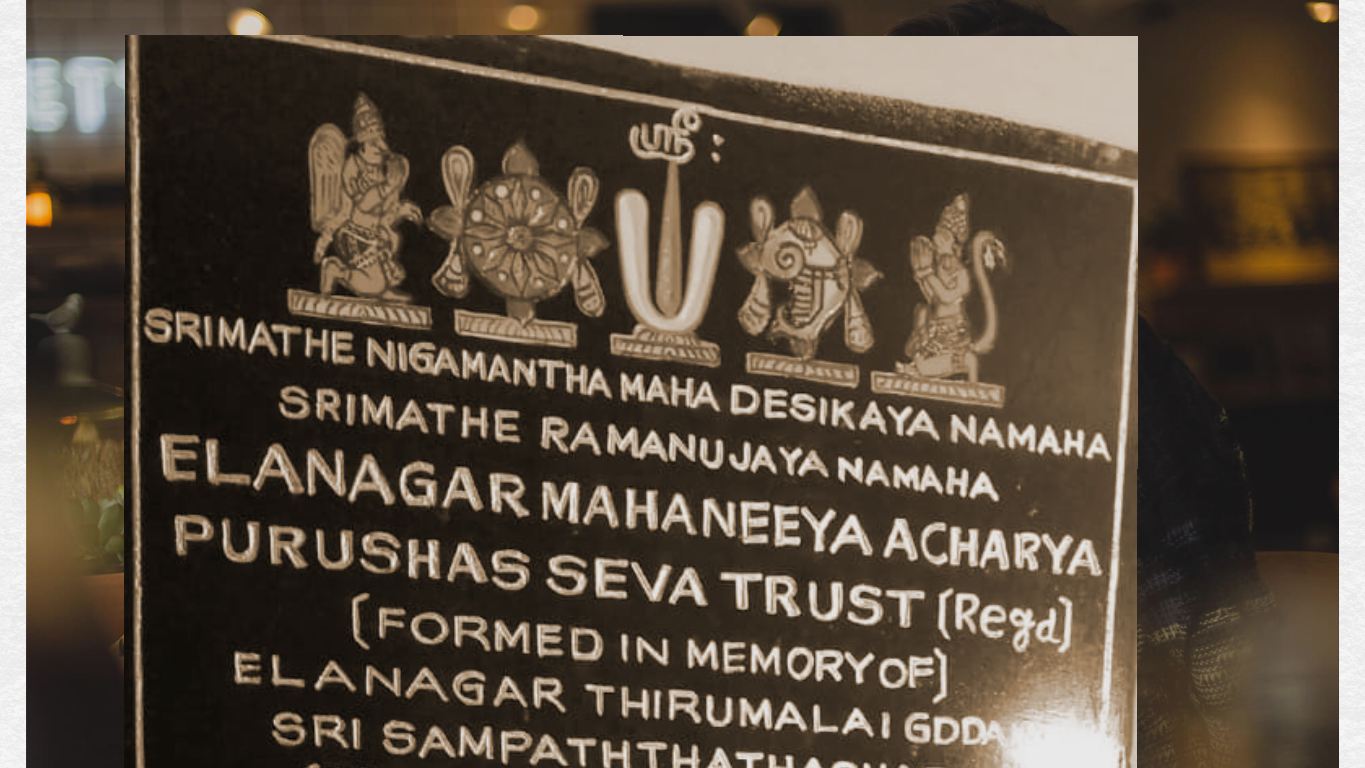 ET
ஸ்ரீ :
SRIMATHE NIGAMANTHA MAHA DESIKAYA NAMAHA
SRIMATHE RAMANUJAYA NAMAHA
ELANAGAR MAHANEEYA ACHARYA
PURUSHAS SEVA TRUST (Regd)
(FORMED IN MEMORY OF)
ELANAGAR THIRUMALAI
SRI